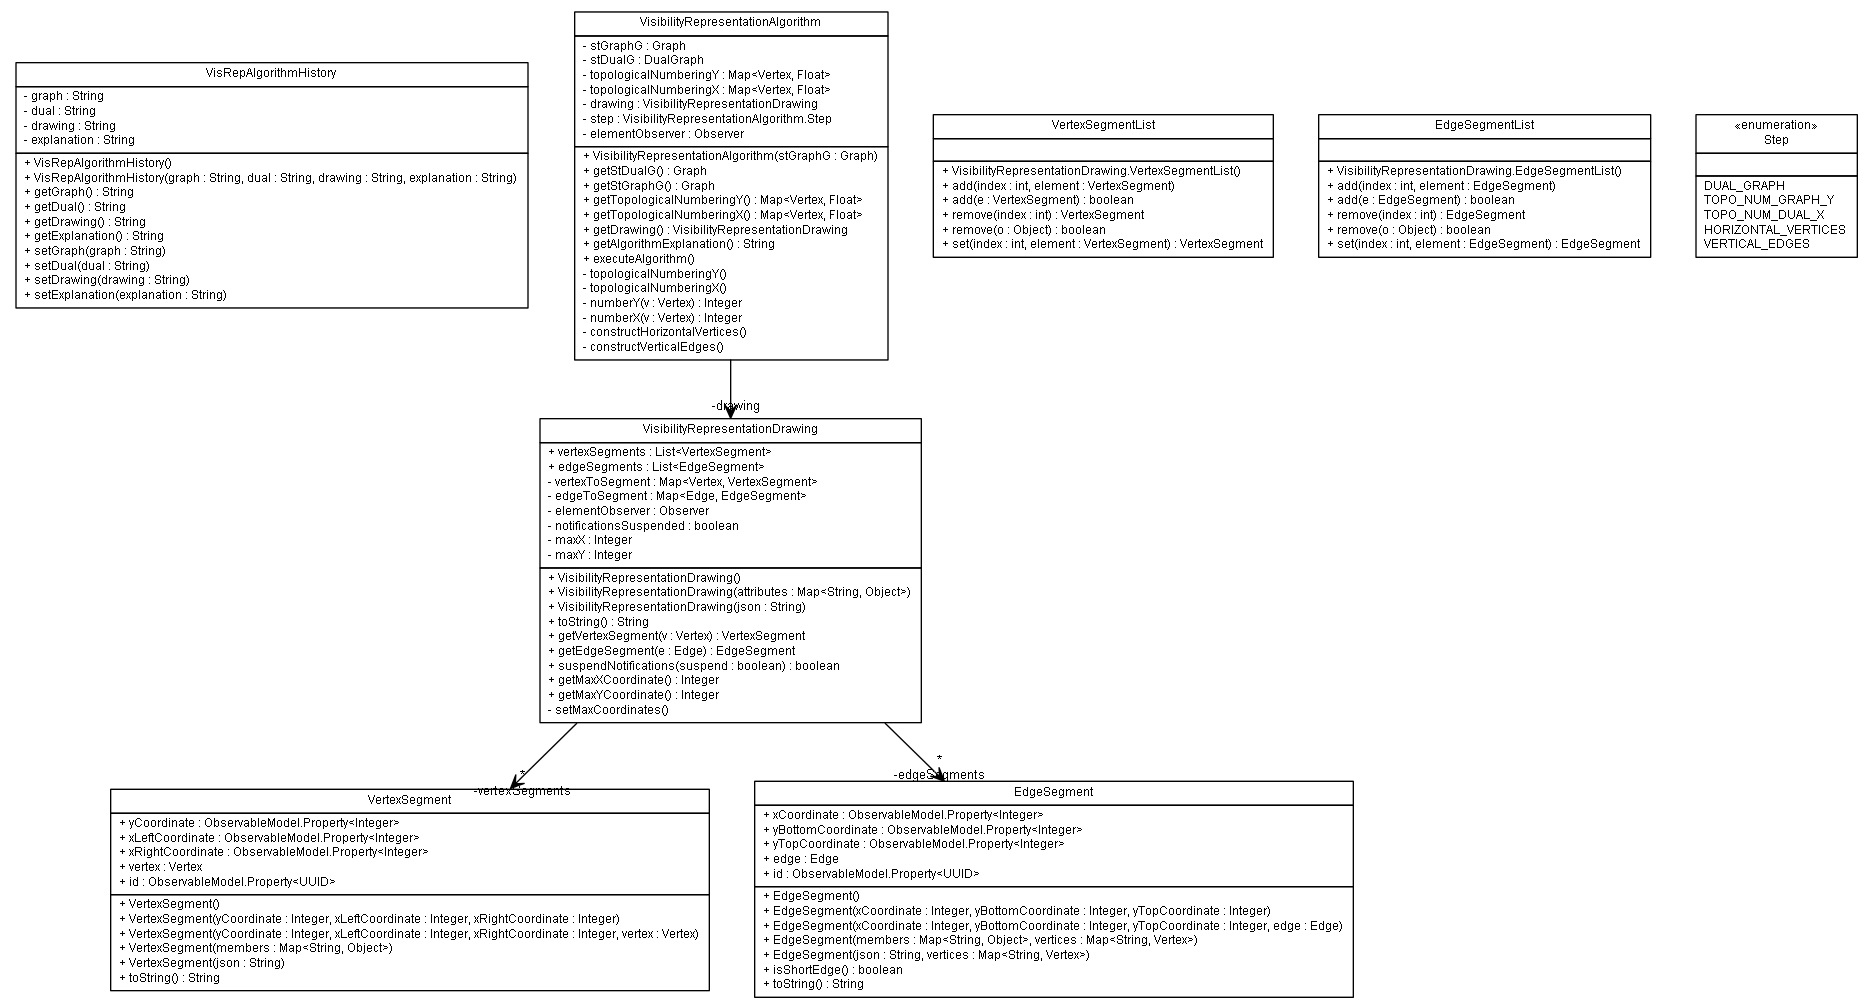 VisRepAlgorithmHistory
- graph : String
- dual : String
- drawing : String
- explanation : String
+ VisRepAlgorithmHistory()
+ VisRepAlgorithmHistory(graph : String, dual : String, drawing : String, explanation : String)
+ getGraph() : String
+ getDual() : String
+ getDrawing() : String
+ getExplanation() : String
+ setGraph(graph : String)
+ setDual(dual : String)
+ setDrawing(drawing : String)
+ setExplanation(explanation : String)
VisibilityRepresentationAlgorithm
- stGraphG : Graph
- stDualG : DualGraph
- topologicalNumberingY : Map<Vertex, Float>
- topologicalNumberingX : Map<Vertex, Float>
- drawing : VisibilityRepresentationDrawing
- step : VisibilityRepresentationAlgorithm.Step
- elementObserver : Observer
+ VisibilityRepresentationAlgorithm(stGraphG : Graph)
+ getStDualG() : Graph
+ getStGraphG() : Graph
+ getTopologicalNumberingY() : Map<Vertex, Float>
+ getTopologicalNumberingX() : Map<Vertex, Float>
+ getDrawing() : VisibilityRepresentationDrawing
+ getAlgorithmExplanation() : String
+ executeAlgorithm()
- topologicalNumberingY()
- topologicalNumberingX()
- numberY(v : Vertex) : Integer
- numberX(v : Vertex) : Integer
- constructHorizontalVertices()
- constructVerticalEdges()
VertexSegmentList
+ VisibilityRepresentationDrawing.VertexSegmentList()
+ add(index : int, element : VertexSegment)
+ add(e : VertexSegment) : boolean
+ remove(index : int) : VertexSegment
+ remove(o : Object) : boolean
+ set(index : int, element : VertexSegment) : VertexSegment
EdgeSegmentList
+ VisibilityRepresentationDrawing.EdgeSegmentList()
+ add(index : int, element : EdgeSegment)
+ add(e : EdgeSegment) : boolean
+ remove(index : int) : EdgeSegment
+ remove(o : Object) : boolean
+ set(index : int, element : EdgeSegment) : EdgeSegment
«enumeration»
Step
DUAL_GRAPH
TOPO_NUM_GRAPH_Y
TOPO_NUM_DUAL_X
HORIZONTAL_VERTICES
VERTICAL_EDGES
-drawing
VisibilityRepresentationDrawing
+ vertexSegments : List<VertexSegment>
+ edgeSegments : List<EdgeSegment>
- vertexToSegment : Map<Vertex, VertexSegment>
- edgeToSegment : Map<Edge, EdgeSegment>
- elementObserver : Observer
- notificationsSuspended : boolean
- maxX : Integer
- maxY : Integer
+ VisibilityRepresentationDrawing()
+ VisibilityRepresentationDrawing(attributes : Map<String, Object>)
+ VisibilityRepresentationDrawing(json : String)
+ toString() : String
+ getVertexSegment(v : Vertex) : VertexSegment
+ getEdgeSegment(e : Edge) : EdgeSegment
+ suspendNotifications(suspend : boolean) : boolean
+ getMaxXCoordinate() : Integer
+ getMaxYCoordinate() : Integer
- setMaxCoordinates()
*
-vertexSegments
*
-edgeSegments
VertexSegment
+ yCoordinate : ObservableModel.Property<Integer>
+ xLeftCoordinate : ObservableModel.Property<Integer>
+ xRightCoordinate : ObservableModel.Property<Integer>
+ vertex : Vertex
+ id : ObservableModel.Property<UUID>
+ VertexSegment()
+ VertexSegment(yCoordinate : Integer, xLeftCoordinate : Integer, xRightCoordinate : Integer)
+ VertexSegment(yCoordinate : Integer, xLeftCoordinate : Integer, xRightCoordinate : Integer, vertex : Vertex)
+ VertexSegment(members : Map<String, Object>)
+ VertexSegment(json : String)
+ toString() : String
EdgeSegment
+ xCoordinate : ObservableModel.Property<Integer>
+ yBottomCoordinate : ObservableModel.Property<Integer>
+ yTopCoordinate : ObservableModel.Property<Integer>
+ edge : Edge
+ id : ObservableModel.Property<UUID>
+ EdgeSegment()
+ EdgeSegment(xCoordinate : Integer, yBottomCoordinate : Integer, yTopCoordinate : Integer)
+ EdgeSegment(xCoordinate : Integer, yBottomCoordinate : Integer, yTopCoordinate : Integer, edge : Edge)
+ EdgeSegment(members : Map<String, Object>, vertices : Map<String, Vertex>)
+ EdgeSegment(json : String, vertices : Map<String, Vertex>)
+ isShortEdge() : boolean
+ toString() : String